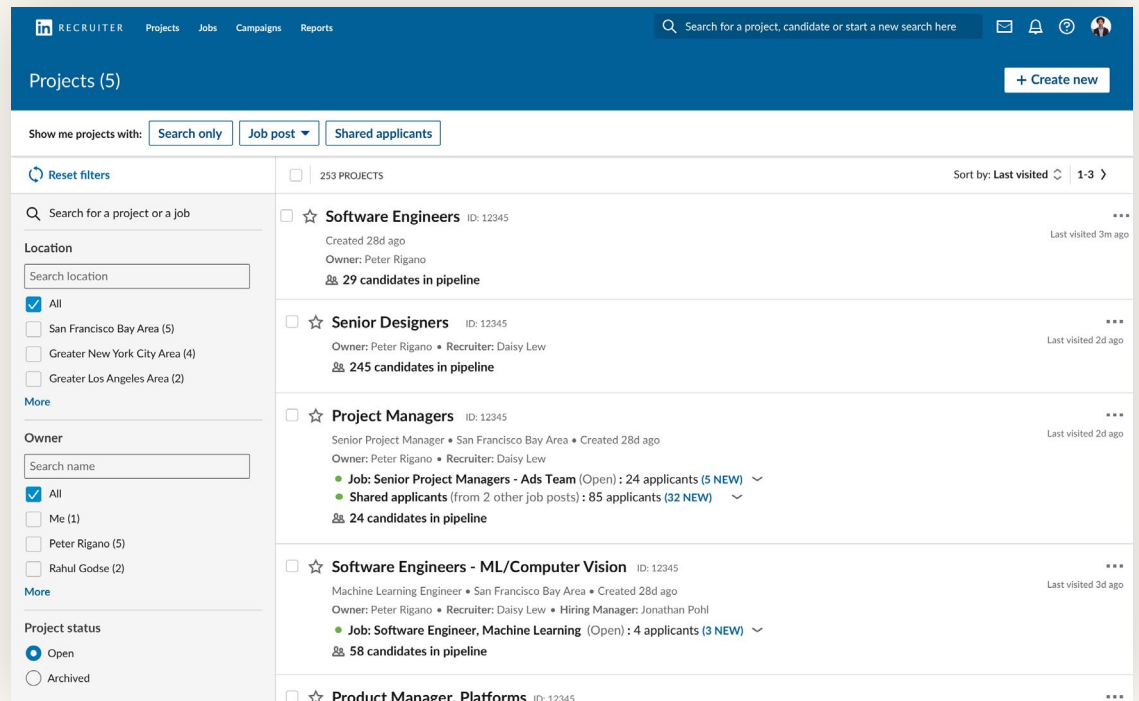 in RECRUITER Projects Jobs Campaigns Reports Search for a project, candidate or start a new search here
Projects (5)
+ Create new
Show me projects with: Search only Job post Shared applicants
Reset filters
253 PROJECTS
Sort by: Last visited 1-3
Search for a project or a job
Location
Search location
All
San Francisco Bay Area (5)
Greater New York City Area (4)
Greater Los Angeles Area (2)
More
Owner
Search name
All
Me (1)
Peter Rigano (5)
Rahul Godse (2)
More
Project status
Open
Archived
Software Engineers ID: 12345
Last visited 3m ago
Created 28d ago
Owner: Peter Rigano
29 candidates in pipeline
Senior Designers ID: 12345
Last visited 2d ago
Owner: Peter Rigano • Recruiter: Daisy Lew
245 candidates in pipeline
Project Managers ID: 12345
Last visited 2d ago
Senior Project Manager • San Francisco Bay Area • Created 28d ago
Owner: Peter Rigano • Recruiter: Daisy Lew
• Job: Senior Project Managers - Ads Team (Open) : 24 applicants (5 NEW)
• Shared applicants (from 2 other job posts) : 85 applicants (32 NEW)
24 candidates in pipeline
Software Engineers - ML/Computer Vision ID: 12345
Last visited 3d ago
Machine Learning Engineer • San Francisco Bay Area • Created 28d ago
Owner: Peter Rigano • Recruiter: Daisy Lew • Hiring Manager: Jonathan Pohl
• Job: Software Engineer, Machine Learning (Open) : 4 applicants (3 NEW)
58 candidates in pipeline
Product Manager, Platforms ID: 12345